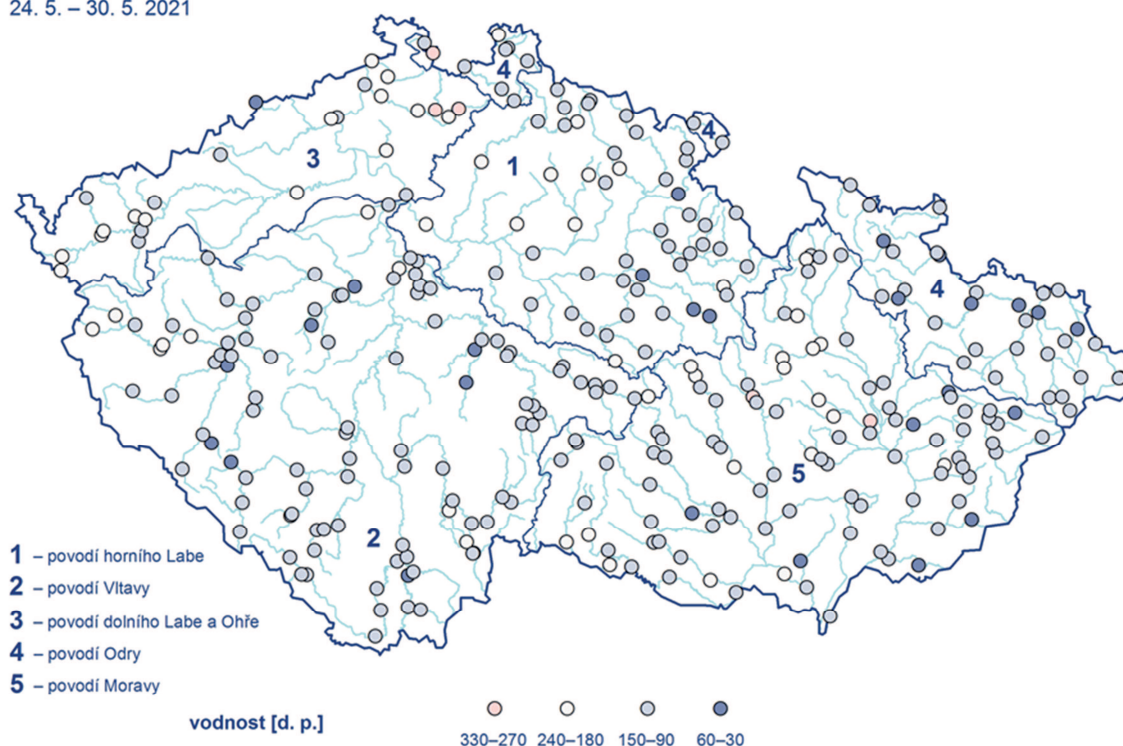 24. 5. – 30. 5. 2021
4
4
3
1
4
5
2
1 – povodí horního Labe
2 – povodí Vltavy
3 – povodí dolního Labe a Ohře
4 – povodí Odry
5 – povodí Moravy
vodnost [d. p.]
330–270 240–180 150–90 60–30